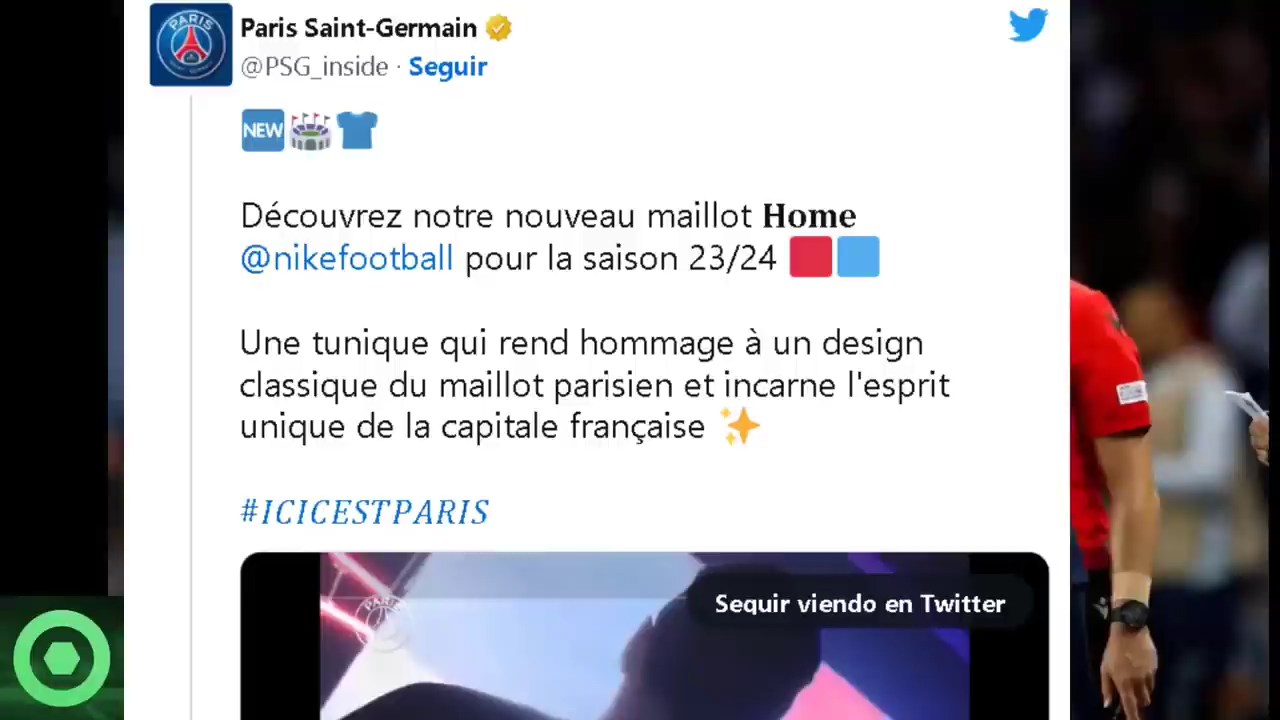 PARIS
Paris Saint-Germain
@PSG_inside · Seguir
NEW
Découvrez notre nouveau maillot Home
@nikefootball pour la saison 23/24
Une tunique qui rend hommage à un design
classique du maillot parisien et incarne l'esprit
unique de la capitale française
#ICICESTPARIS
Seguir viendo en Twitter
PARIS